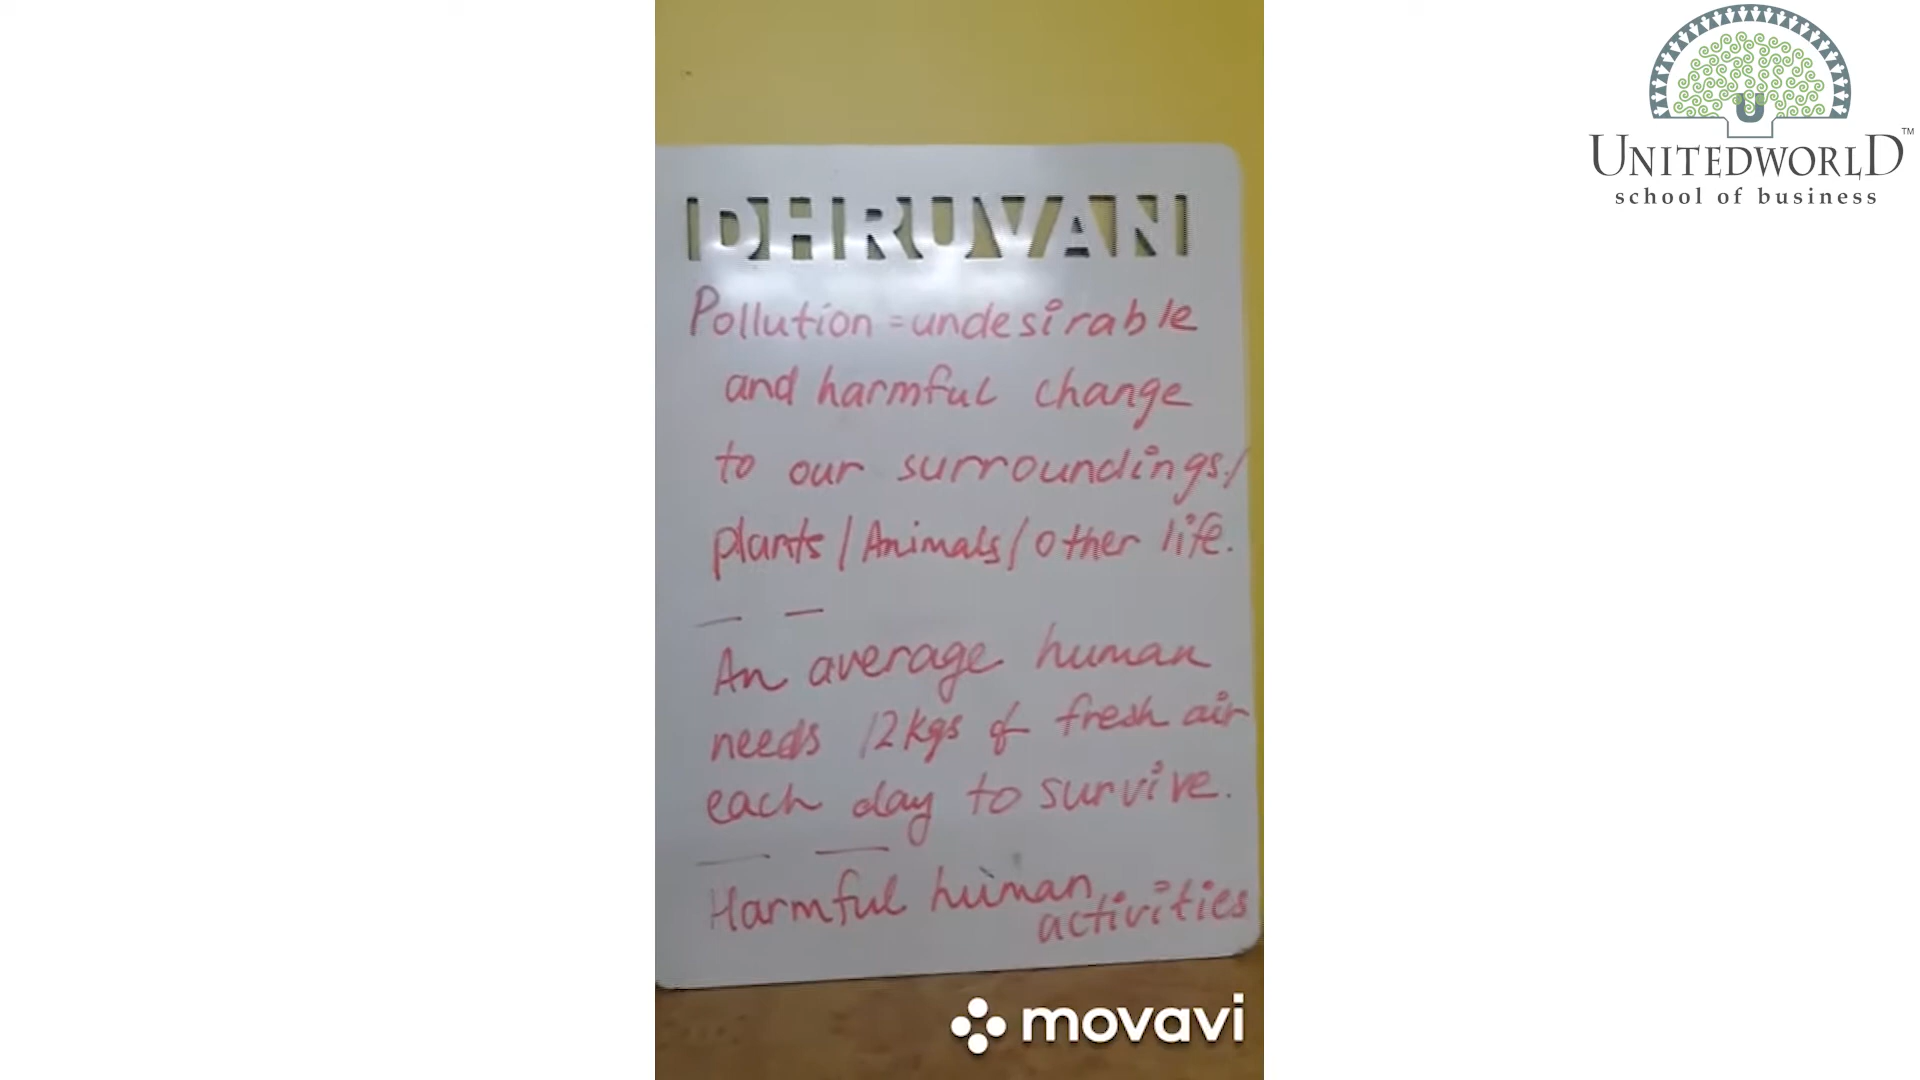 DHRUVAN
Pollution = undesirable
and harmful change
to our surroundings./
plants / Animals / other life.
An average human
needs 12kgs of fresh air
each day to survive.
Harmful human
activities
movavi
U
UNITEDWORLD™
school of business